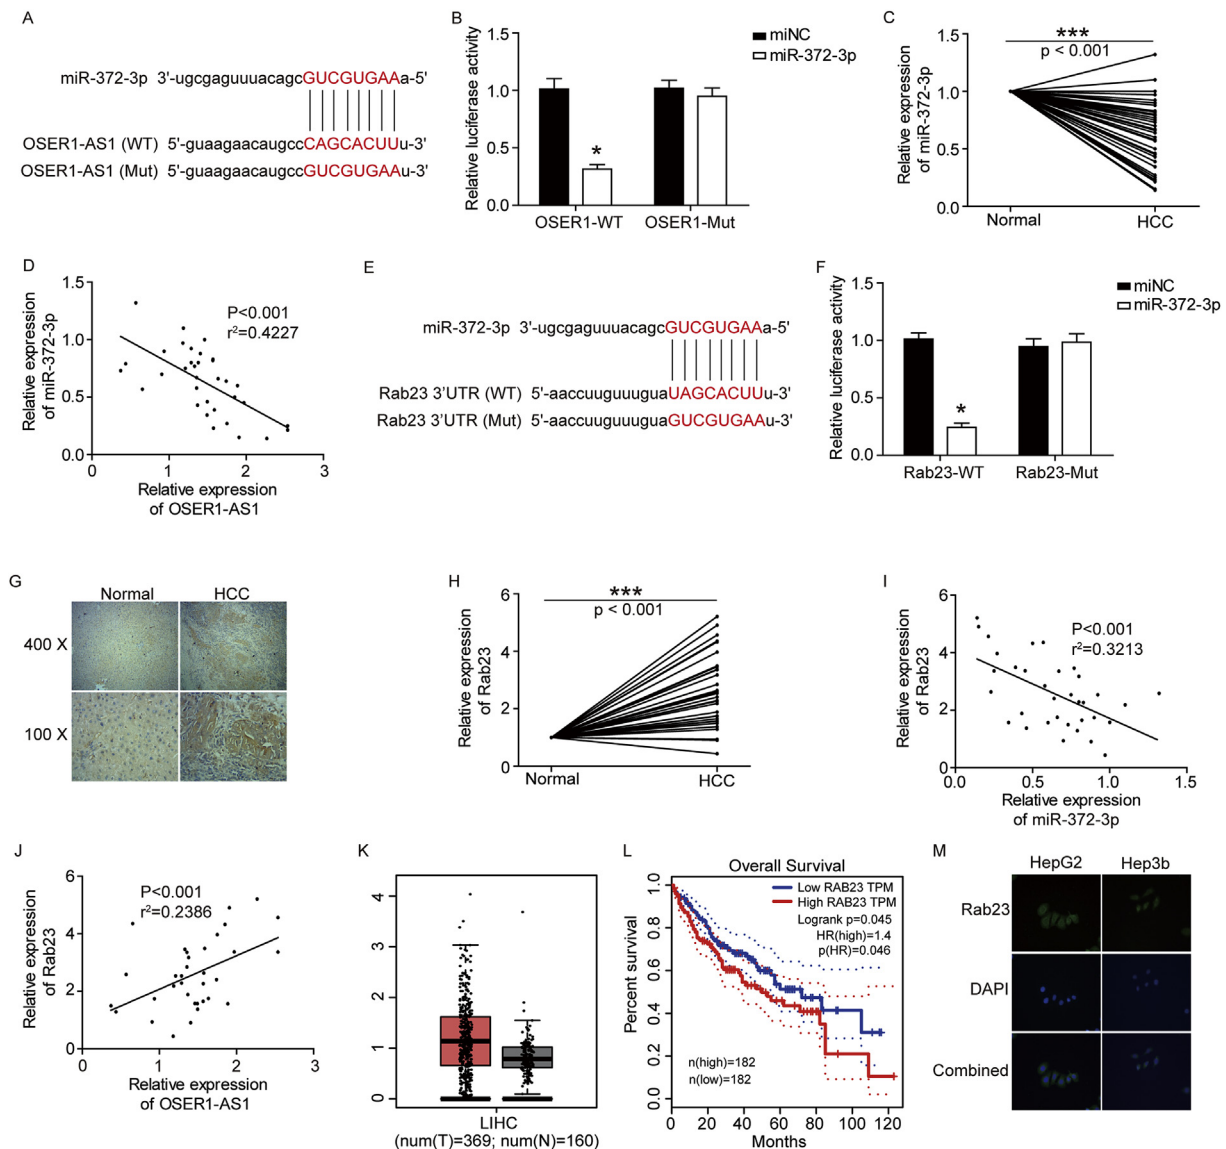 A
miR-372-3p 3'-ugcgaguuuacagcGUCGUGAAa-5'
OSER1-AS1 (WT) 5'-guaagaacaugccCAGCACUUu-3'
OSER1-AS1 (Mut) 5'-guaagaacaugccGUCGUGAAu-3'
B
Relative luciferase activity
1.5
1.0
0.5
0.0
*
OSER1-WT
OSER1-Mut
miNC
miR-372-3p
C
Relative expression
of miR-372-3p
1.5
1.0
0.5
0.0
***
p < 0.001
Normal
HCC
D
Relative expression
of miR-372-3p
1.5
1.0
0.5
0.0
P<0.001
r²=0.4227
0
1
2
3
Relative expression
of OSER1-AS1
E
miR-372-3p 3'-ugcgaguuuacagcGUCGUGAAa-5'
Rab23 3'UTR (WT) 5'-aaccuuguuuguaUAGCACUUu-3'
Rab23 3'UTR (Mut) 5'-aaccuuguuuguaGUCGUGAAu-3'
F
Relative luciferase activity
1.5
1.0
0.5
0.0
*
Rab23-WT
Rab23-Mut
miNC
miR-372-3p
G
Normal
HCC
400 X
100 X
H
Relative expression
of Rab23
6
4
2
0
***
p < 0.001
Normal
HCC
I
Relative expression
of Rab23
6
4
2
0
P<0.001
r²=0.3213
0.0
0.5
1.0
1.5
Relative expression
of miR-372-3p
J
Relative expression
of Rab23
6
4
2
0
P<0.001
r²=0.2386
0
1
2
3
Relative expression
of OSER1-AS1
K
4
3
2
1
0
LIHC
(num(T)=369; num(N)=160)
L
Overall Survival
Percent survival
1.0
0.8
0.6
0.4
0.2
0.0
Low RAB23 TPM
High RAB23 TPM
Logrank p=0.045
HR(high)=1.4
p(HR)=0.046
n(high)=182
n(low)=182
0
20
40
60
80
100
120
Months
M
HepG2
Hep3b
Rab23
DAPI
Combined